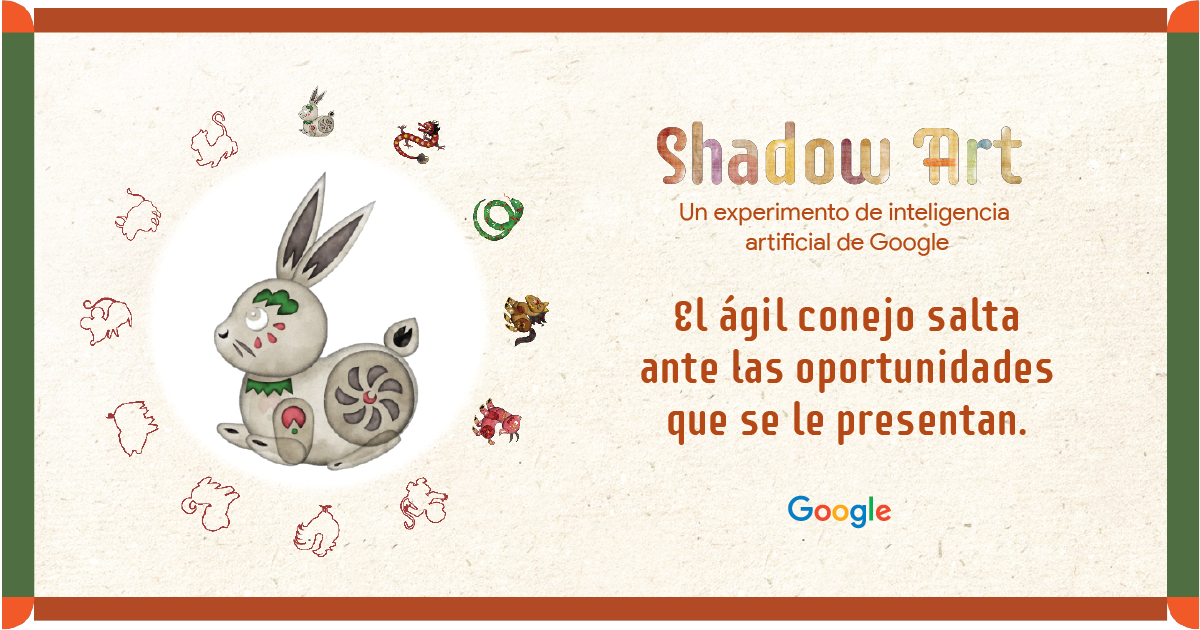 Shadow Art
Un experimento de inteligencia
artificial de Google
El ágil conejo salta
ante las oportunidades
que se le presentan.
Google